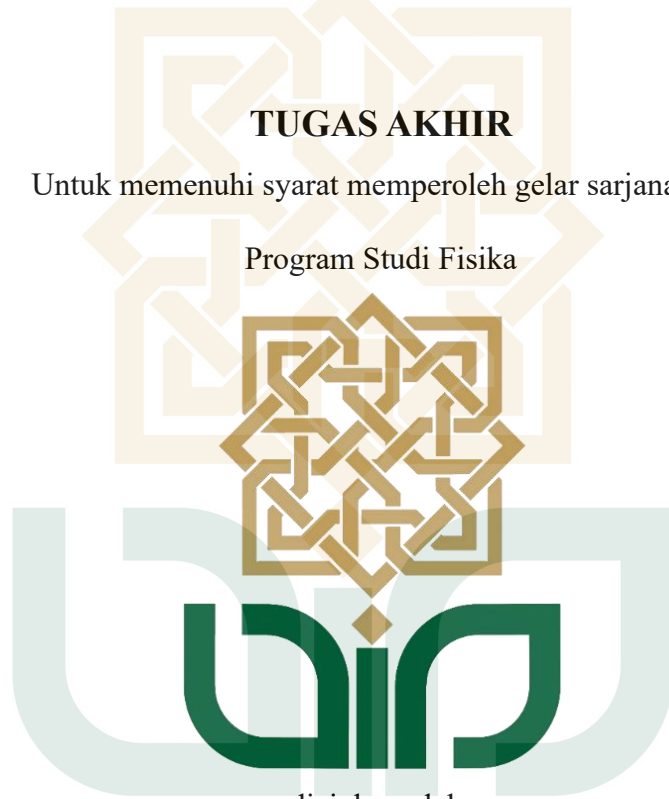 TUGAS AKHIR
Untuk memenuhi syarat memperoleh gelar sarjana
Program Studi Fisika